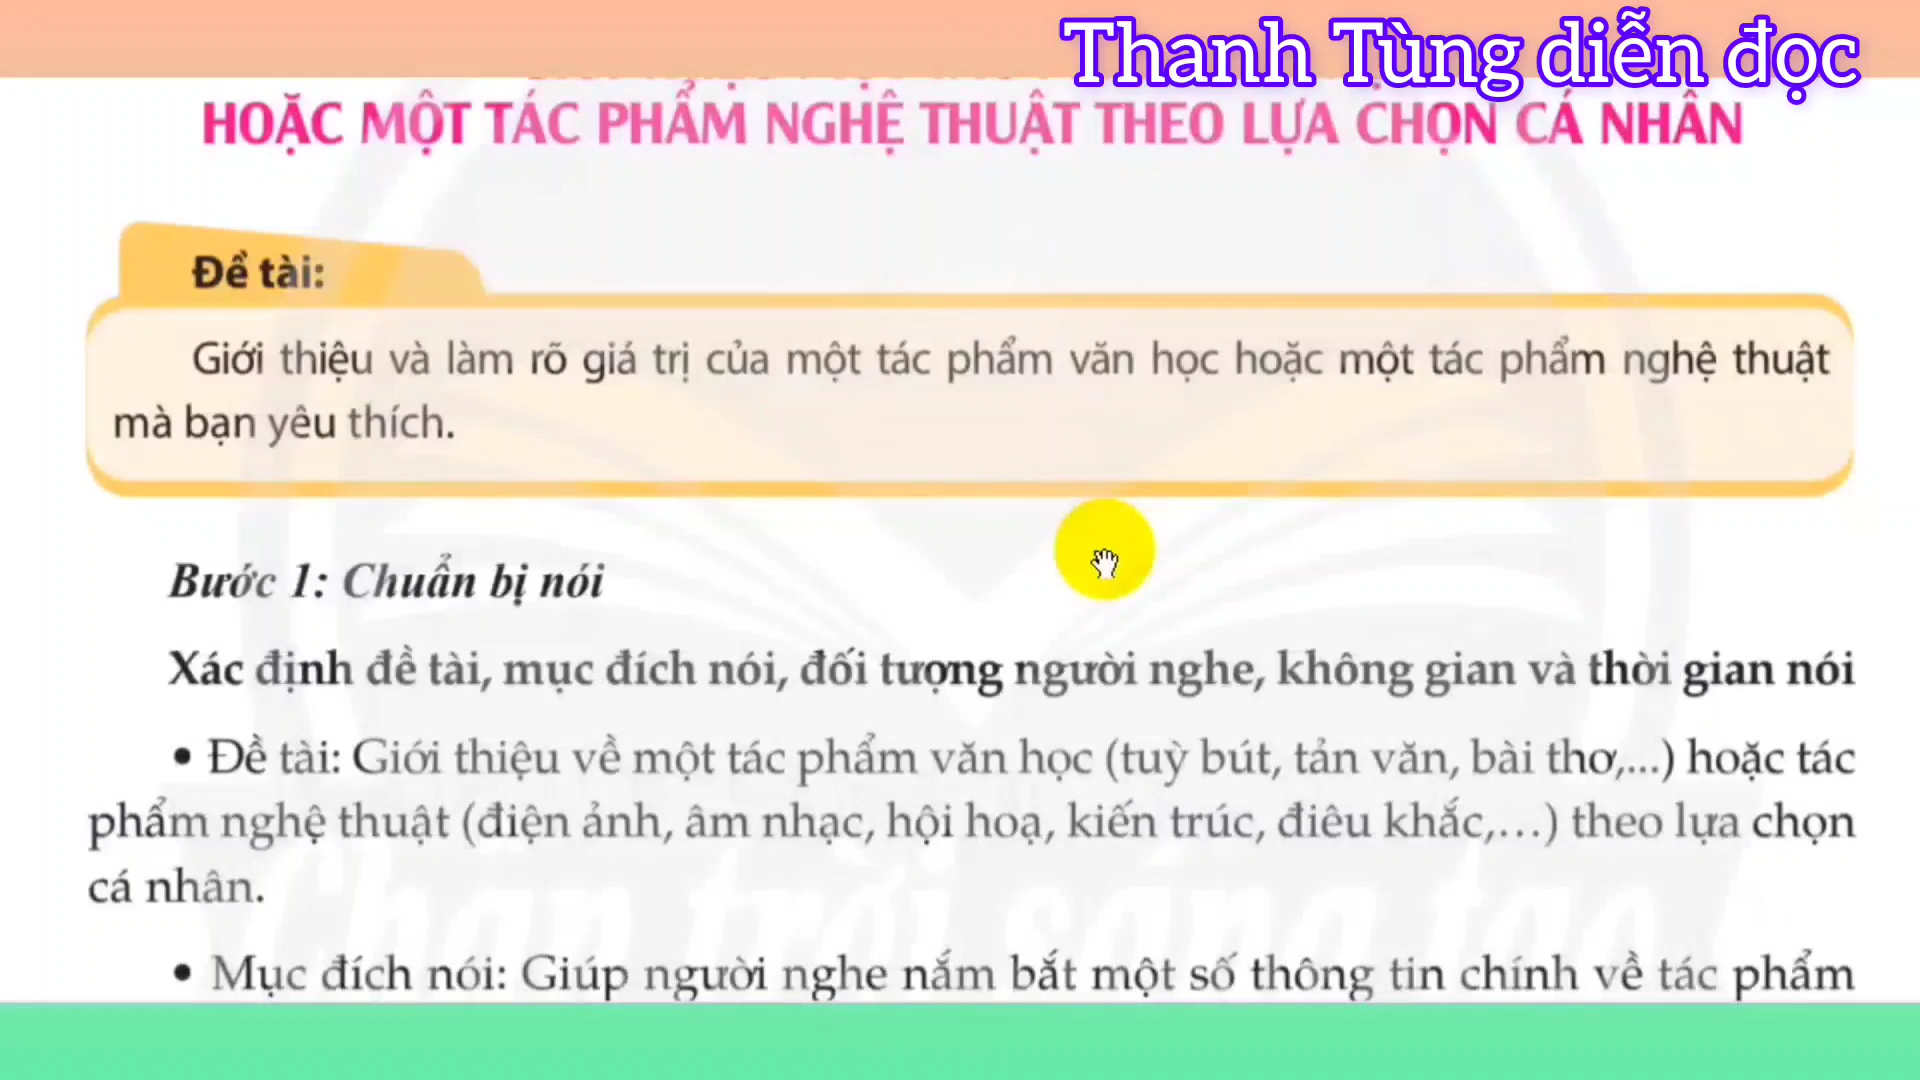 Thanh Tùng diễn đọc
HOẶC MỘT TÁC PHẨM NGHỆ THUẬT THEO LỰA CHỌN CÁ NHÂN
Đề tài:
Giới thiệu và làm rõ giá trị của một tác phẩm văn học hoặc một tác phẩm nghệ thuật
mà bạn yêu thích.
Bước 1: Chuẩn bị nói
Xác định đề tài, mục đích nói, đối tượng người nghe, không gian và thời gian nói
• Đề tài: Giới thiệu về một tác phẩm văn học (tuỳ bút, tản văn, bài thơ,...) hoặc tác
phẩm nghệ thuật (điện ảnh, âm nhạc, hội hoạ, kiến trúc, điêu khắc,...) theo lựa chọn
cá nhân.
• Mục đích nói: Giúp người nghe nắm bắt một số thông tin chính về tác phẩm
Chân trời sáng tạo